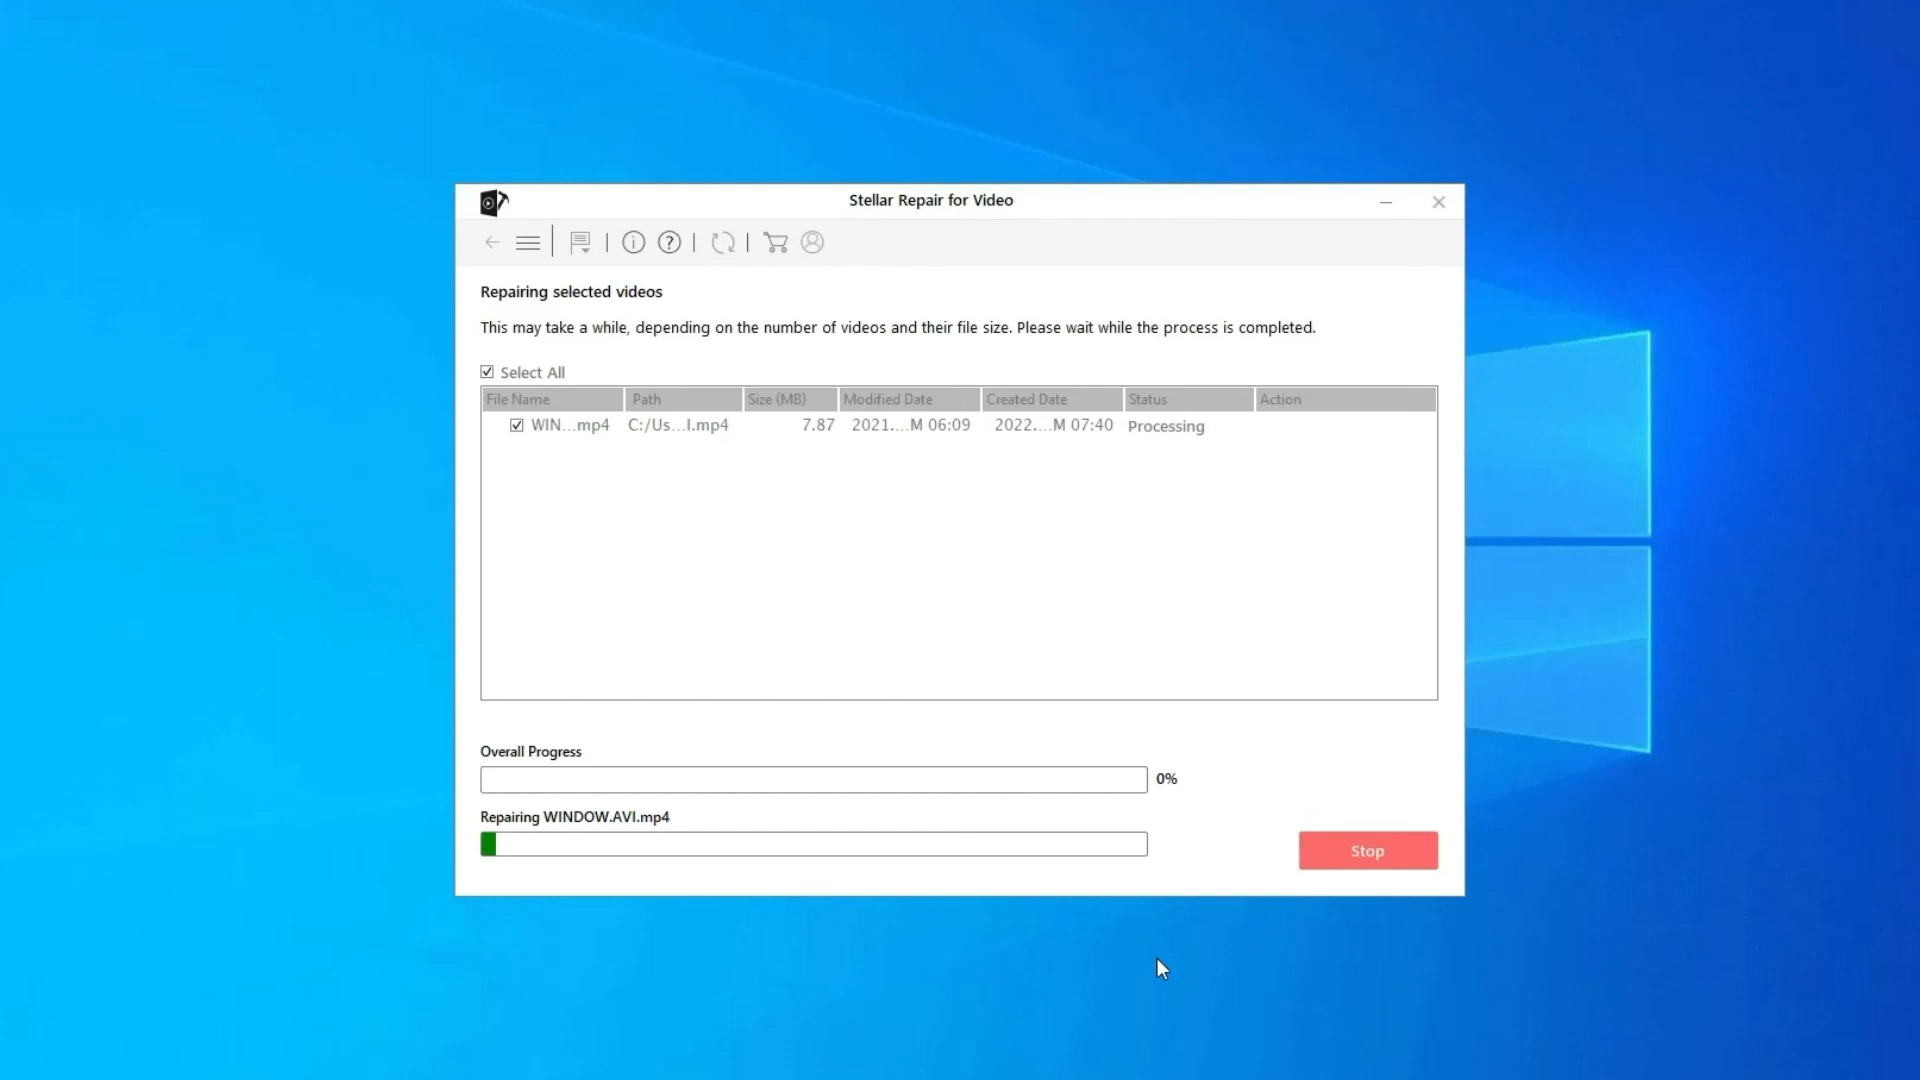 Stellar Repair for Video
Repairing selected videos
This may take a while, depending on the number of videos and their file size. Please wait while the process is completed.
Select All
File Name Path Size (MB) Modified Date Created Date Status Action
WIN...mp4 C:/Us...I.mp4 7.87 2021....M 06:09 2022....M 07:40 Processing
Overall Progress
0%
Repairing WINDOW.AVI.mp4
Stop